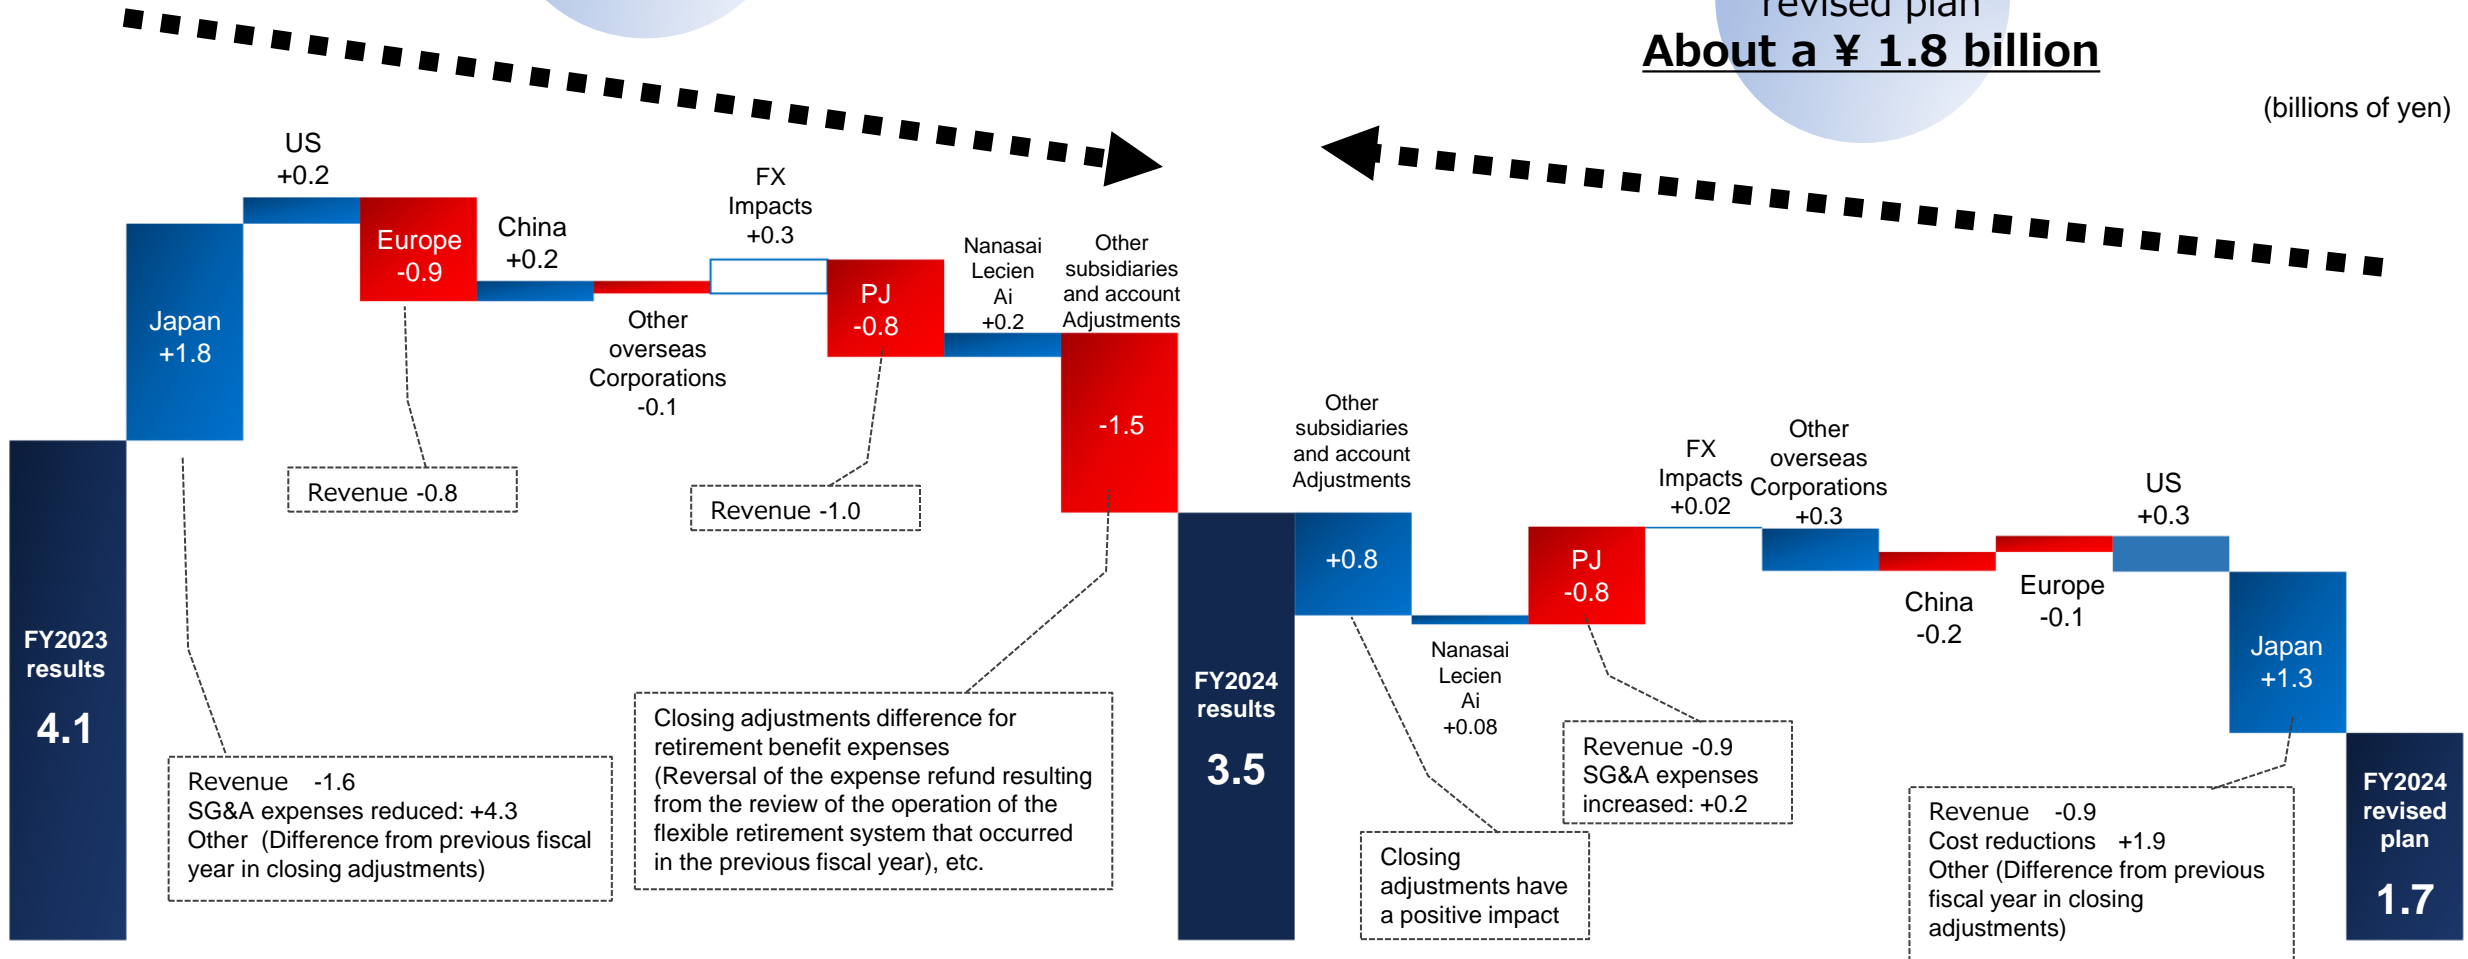 revised plan
About a ¥ 1.8 billion
(billions of yen)
US
+0.2
Europe
-0.9
China
+0.2
FX
Impacts
+0.3
Japan
+1.8
Other
overseas
Corporations
-0.1
PJ
-0.8
Nanasai
Lecien
Ai
+0.2
Other
subsidiaries
and account
Adjustments
-1.5
FY2023
results
4.1
Revenue -0.8
Revenue -1.0
Revenue -1.6
SG&A expenses reduced: +4.3
Other (Difference from previous fiscal
year in closing adjustments)
Closing adjustments difference for
retirement benefit expenses
(Reversal of the expense refund resulting
from the review of the operation of the
flexible retirement system that occurred
in the previous fiscal year), etc.
FY2024
results
3.5
Other
subsidiaries
and account
Adjustments
+0.8
Nanasai
Lecien
Ai
+0.08
PJ
-0.8
FX
Impacts
+0.02
Other
overseas
Corporations
+0.3
China
-0.2
Europe
-0.1
US
+0.3
Japan
+1.3
Closing
adjustments have
a positive impact
Revenue -0.9
SG&A expenses
increased: +0.2
Revenue -0.9
Cost reductions +1.9
Other (Difference from previous
fiscal year in closing
adjustments)
FY2024
revised
plan
1.7